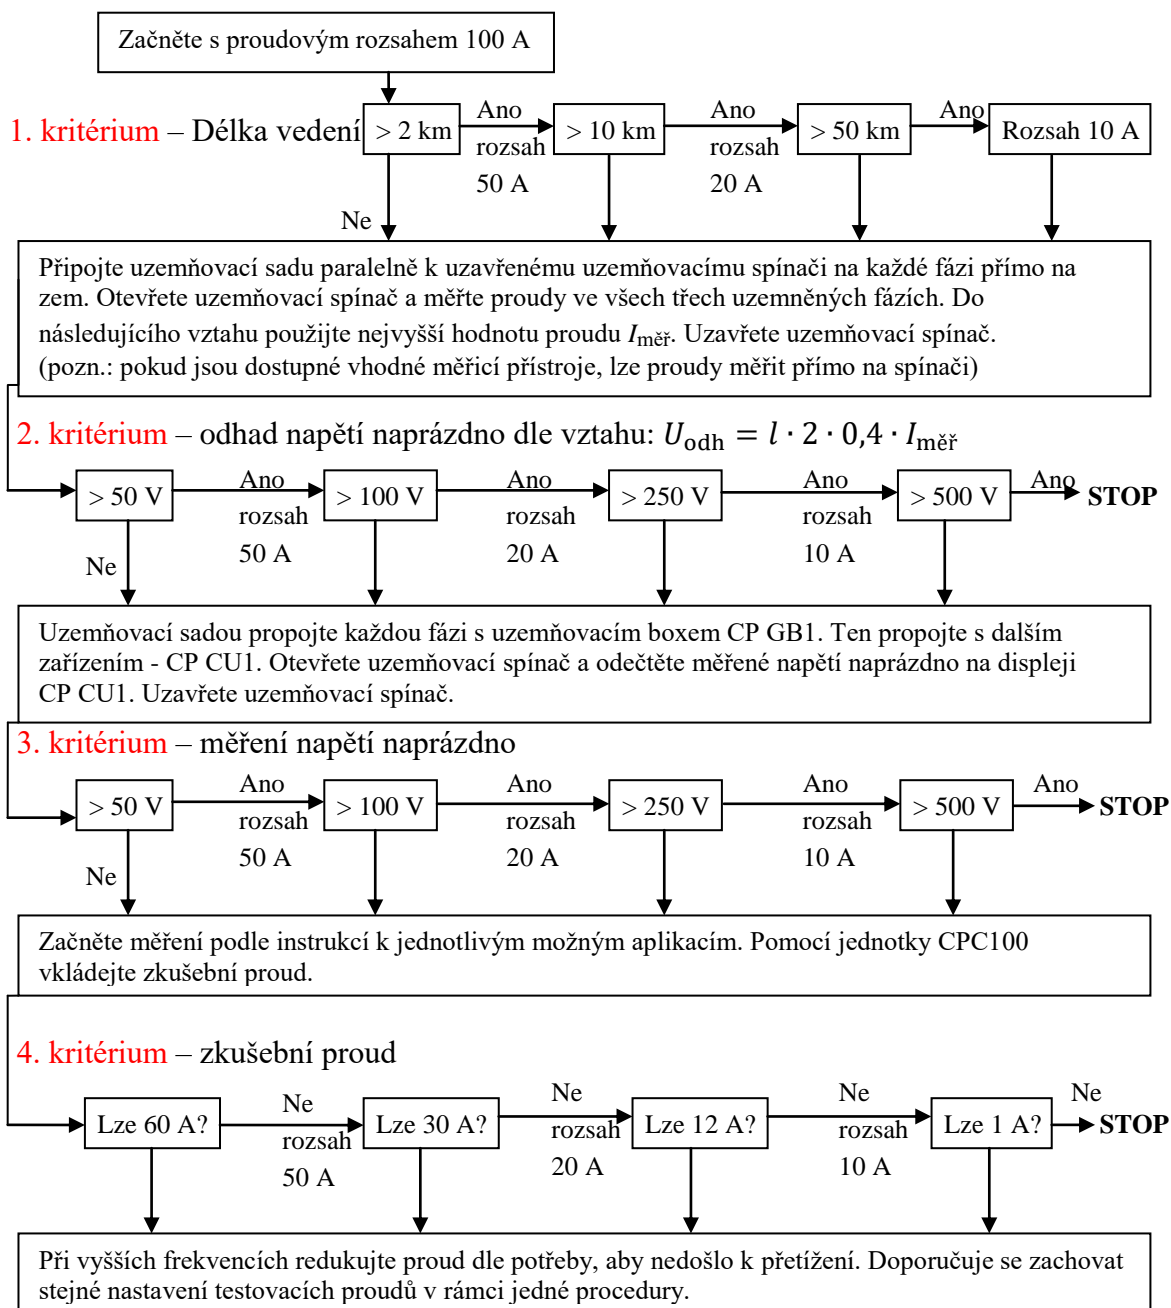 Začněte s proudovým rozsahem 100 A
1. kritérium – Délka vedení
> 2 km
Ano
rozsah
50 A
> 10 km
Ano
rozsah
20 A
> 50 km
Ano
Rozsah 10 A
Ne
Připojte uzemňovací sadu paralelně k uzavřenému uzemňovacímu spínači na každé fázi přímo na
zem. Otevřete uzemňovací spínač a měřte proudy ve všech třech uzemněných fázích. Do
následujícího vztahu použijte nejvyšší hodnotu proudu Iměř. Uzavřete uzemňovací spínač.
(pozn.: pokud jsou dostupné vhodné měřicí přístroje, lze proudy měřit přímo na spínači)
2. kritérium – odhad napětí naprázdno dle vztahu: Uodh = l · 2 · 0,4 · Iměř
> 50 V
Ano
rozsah
50 A
> 100 V
Ano
rozsah
20 A
> 250 V
Ano
rozsah
10 A
> 500 V
Ano
STOP
Ne
Uzemňovací sadou propojte každou fázi s uzemňovacím boxem CP GB1. Ten propojte s dalším
zařízením - CP CU1. Otevřete uzemňovací spínač a odečtěte měřené napětí naprázdno na displeji
CP CU1. Uzavřete uzemňovací spínač.
3. kritérium – měření napětí naprázdno
> 50 V
Ano
rozsah
50 A
> 100 V
Ano
rozsah
20 A
> 250 V
Ano
rozsah
10 A
> 500 V
Ano
STOP
Ne
Začněte měření podle instrukcí k jednotlivým možným aplikacím. Pomocí jednotky CPC100
vkládejte zkušební proud.
4. kritérium – zkušební proud
Lze 60 A?
Ne
rozsah
50 A
Lze 30 A?
Ne
rozsah
20 A
Lze 12 A?
Ne
rozsah
10 A
Lze 1 A?
Ne
STOP
Při vyšších frekvencích redukujte proud dle potřeby, aby nedošlo k přetížení. Doporučuje se zachovat
stejné nastavení testovacích proudů v rámci jedné procedury.